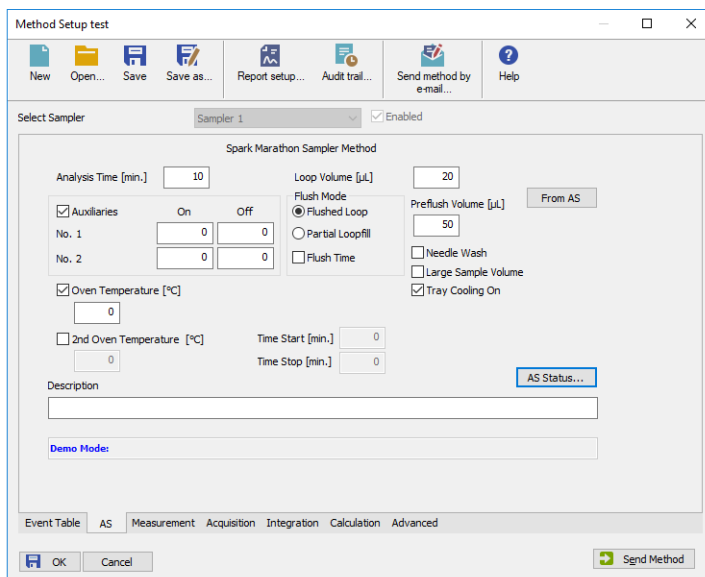 Method Setup test
New Open... Save Save as... Report setup... Audit trail... Send method by e-mail... Help
Select Sampler Sampler 1 Enabled
Spark Marathon Sampler Method
Analysis Time [min.] 10 Loop Volume [µL] 20
Flush Mode
Auxiliaries On Off Flushed Loop Preflush Volume [µL] From AS
No. 1 0 0 Partial Loopfill 50
No. 2 0 0 Flush Time Needle Wash
Large Sample Volume
Oven Temperature [°C] Tray Cooling On
0
2nd Oven Temperature [°C] Time Start [min.] 0
0 Time Stop [min.] 0
AS Status...
Description
Demo Mode:
Event Table AS Measurement Acquisition Integration Calculation Advanced
OK Cancel Send Method